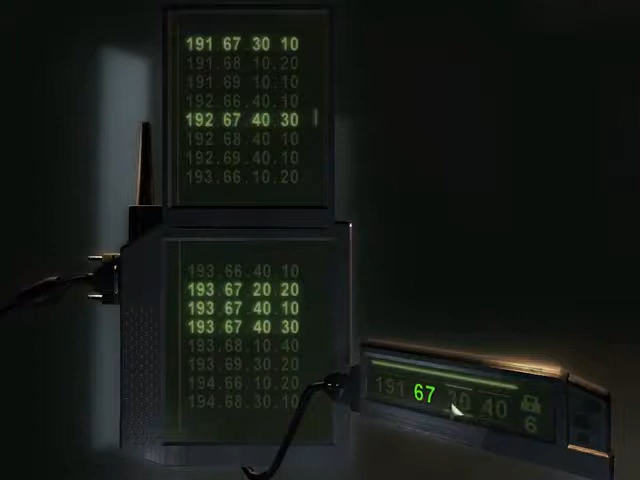 191 67 30 10
191.68.10.20
191.69.10.10
192.66.40.10
192 67 40 30
192.68.40.10
192.69.40.10
193.66.10.20
193.66.40.10
193 67 20 20
193 67 40 10
193 67 40 30
193.68.10.40
193.69.30.20
194.66.10.20
194.68.30.10
191 67 30 40
6